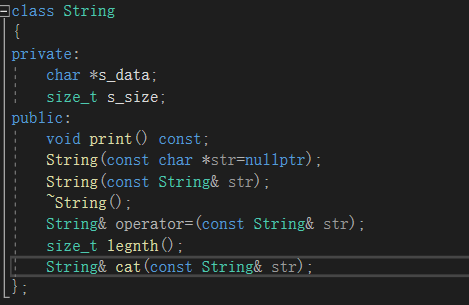 class String
{
private:
char *s_data;
size_t s_size;
public:
void print() const;
String(const char *str=nullptr);
String(const String& str);
~String();
String& operator=(const String& str);
size_t legnth();
String& cat(const String& str);
};